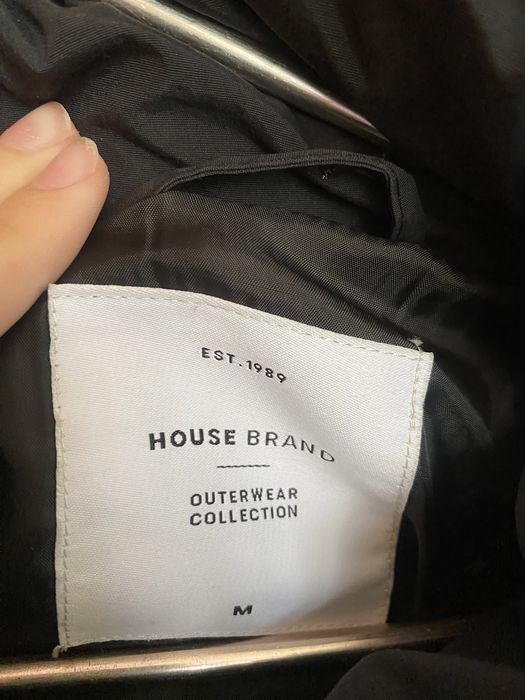 EST.1989
HOUSE BRAND
OUTERWEAR
COLLECTION
M